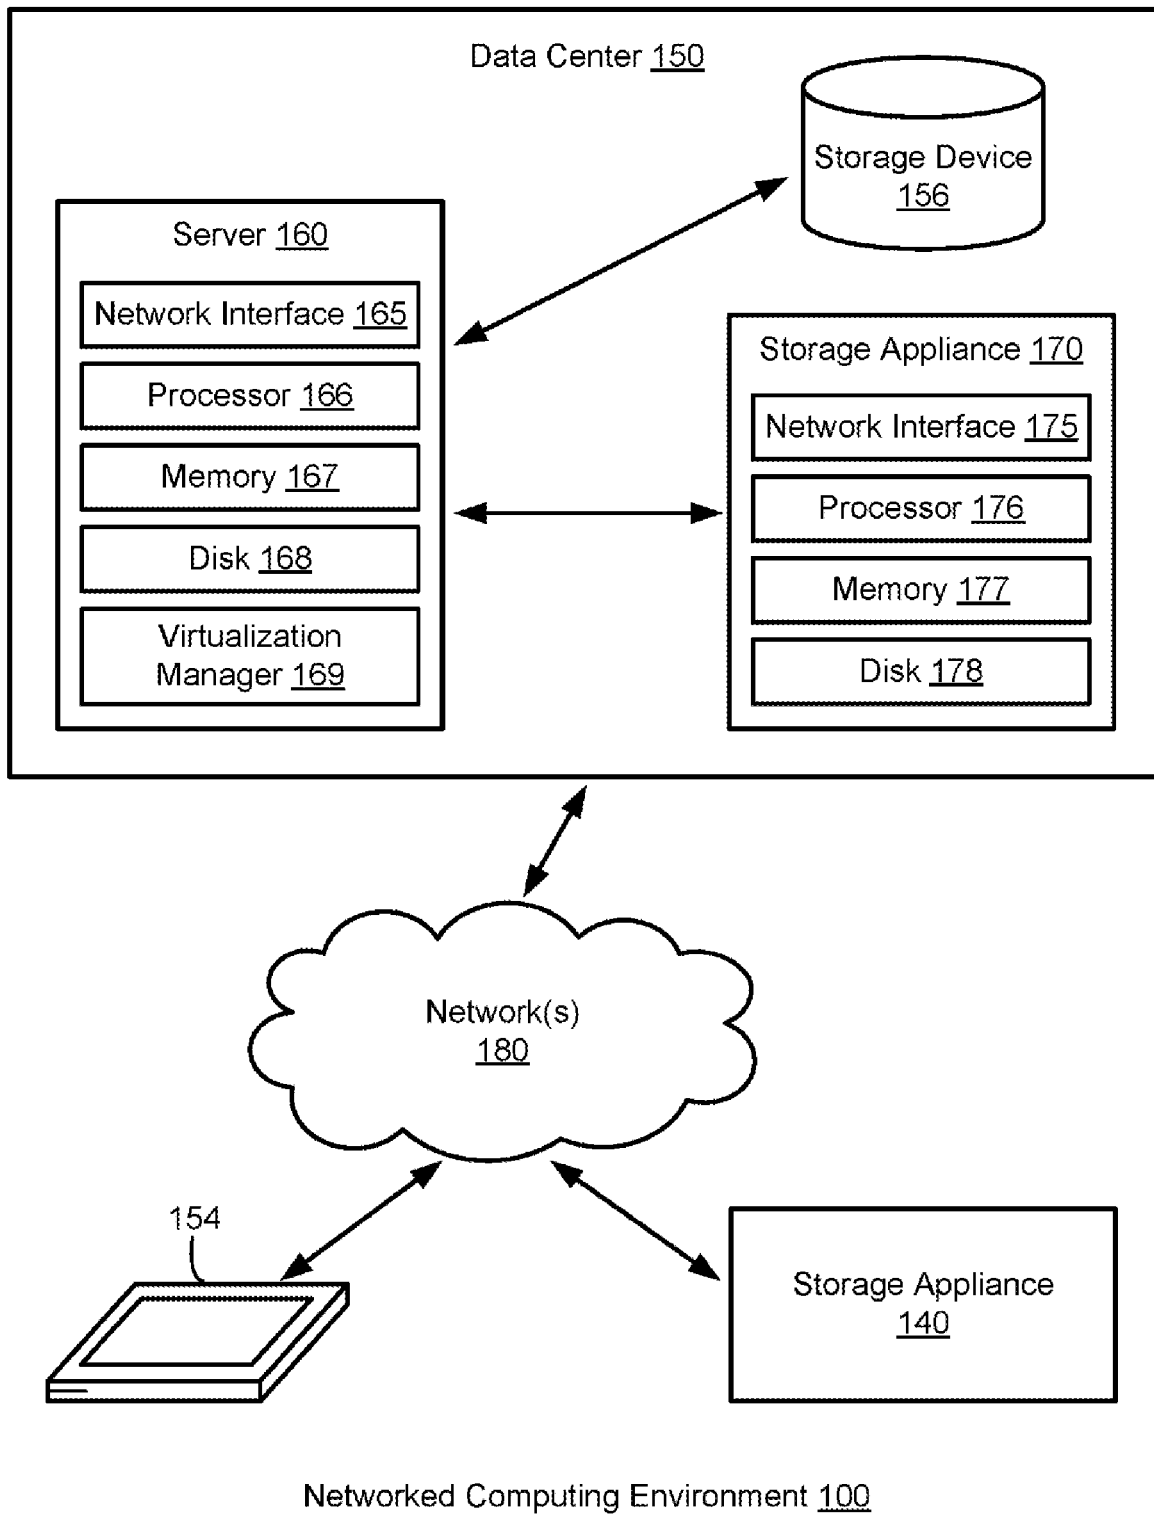 Data Center 150
Storage Device
156
Server 160
Network Interface 165
Processor 166
Memory 167
Disk 168
Virtualization
Manager 169
Storage Appliance 170
Network Interface 175
Processor 176
Memory 177
Disk 178
Network(s)
180
154
Storage Appliance
140
Networked Computing Environment 100